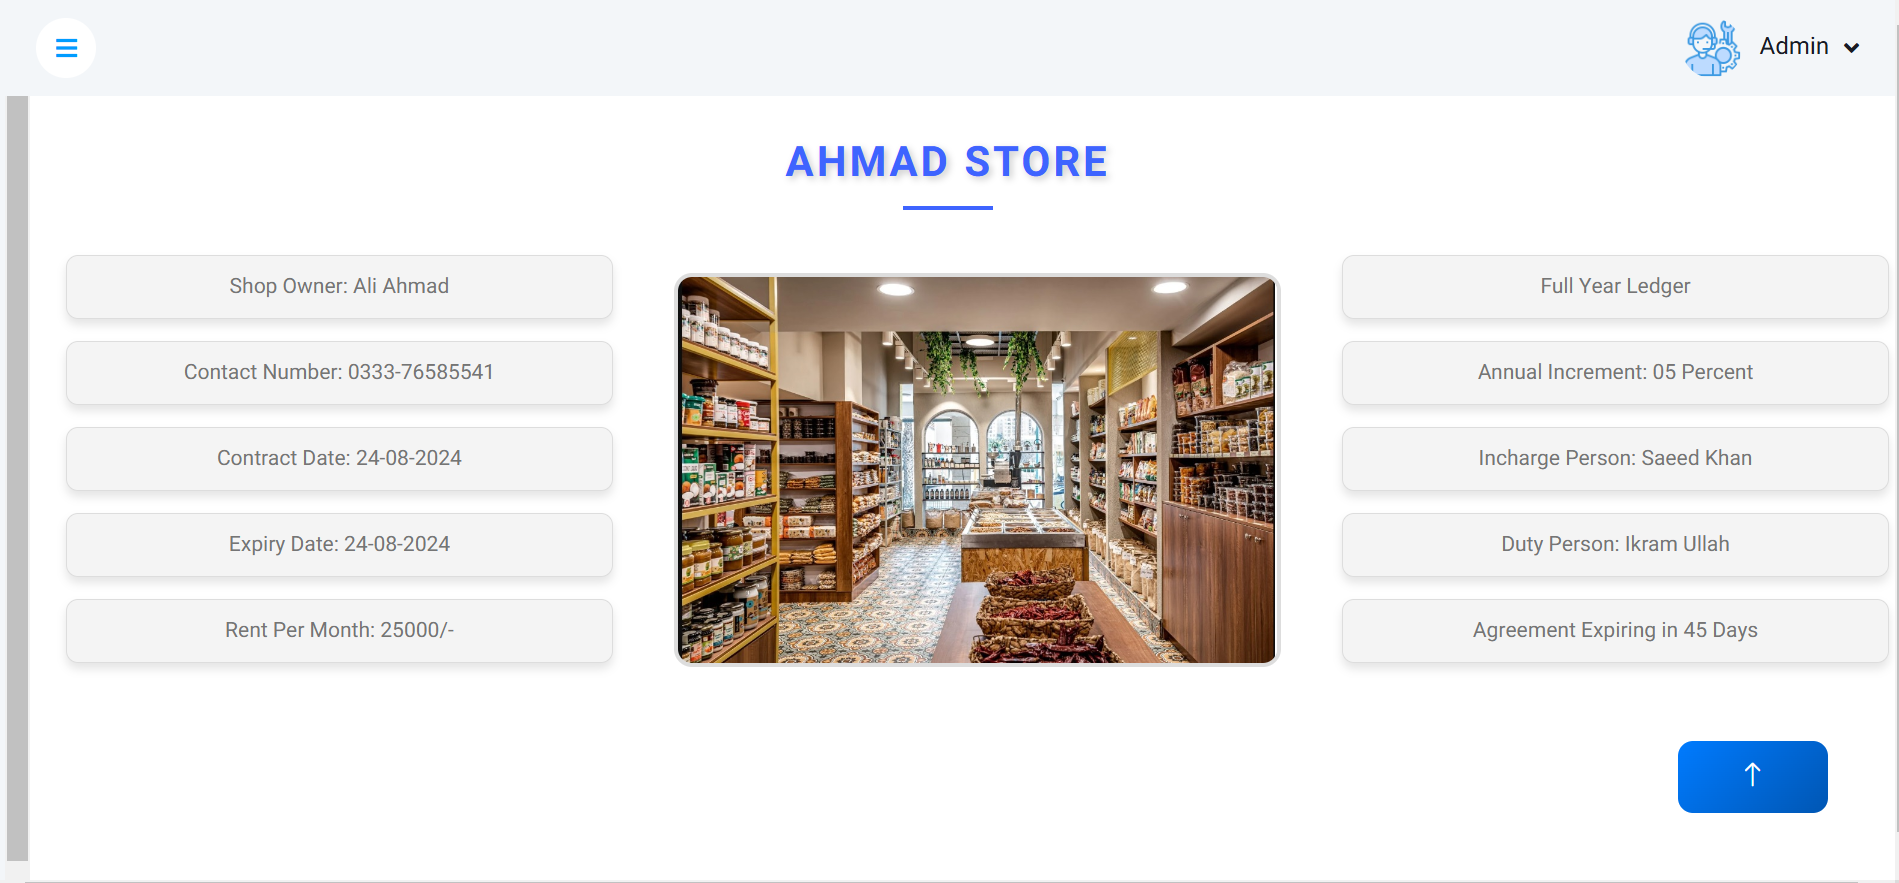 Admin
AHMAD STORE
Shop Owner: Ali Ahmad
Contact Number: 0333-76585541
Contract Date: 24-08-2024
Expiry Date: 24-08-2024
Rent Per Month: 25000/-
Full Year Ledger
Annual Increment: 05 Percent
Incharge Person: Saeed Khan
Duty Person: Ikram Ullah
Agreement Expiring in 45 Days